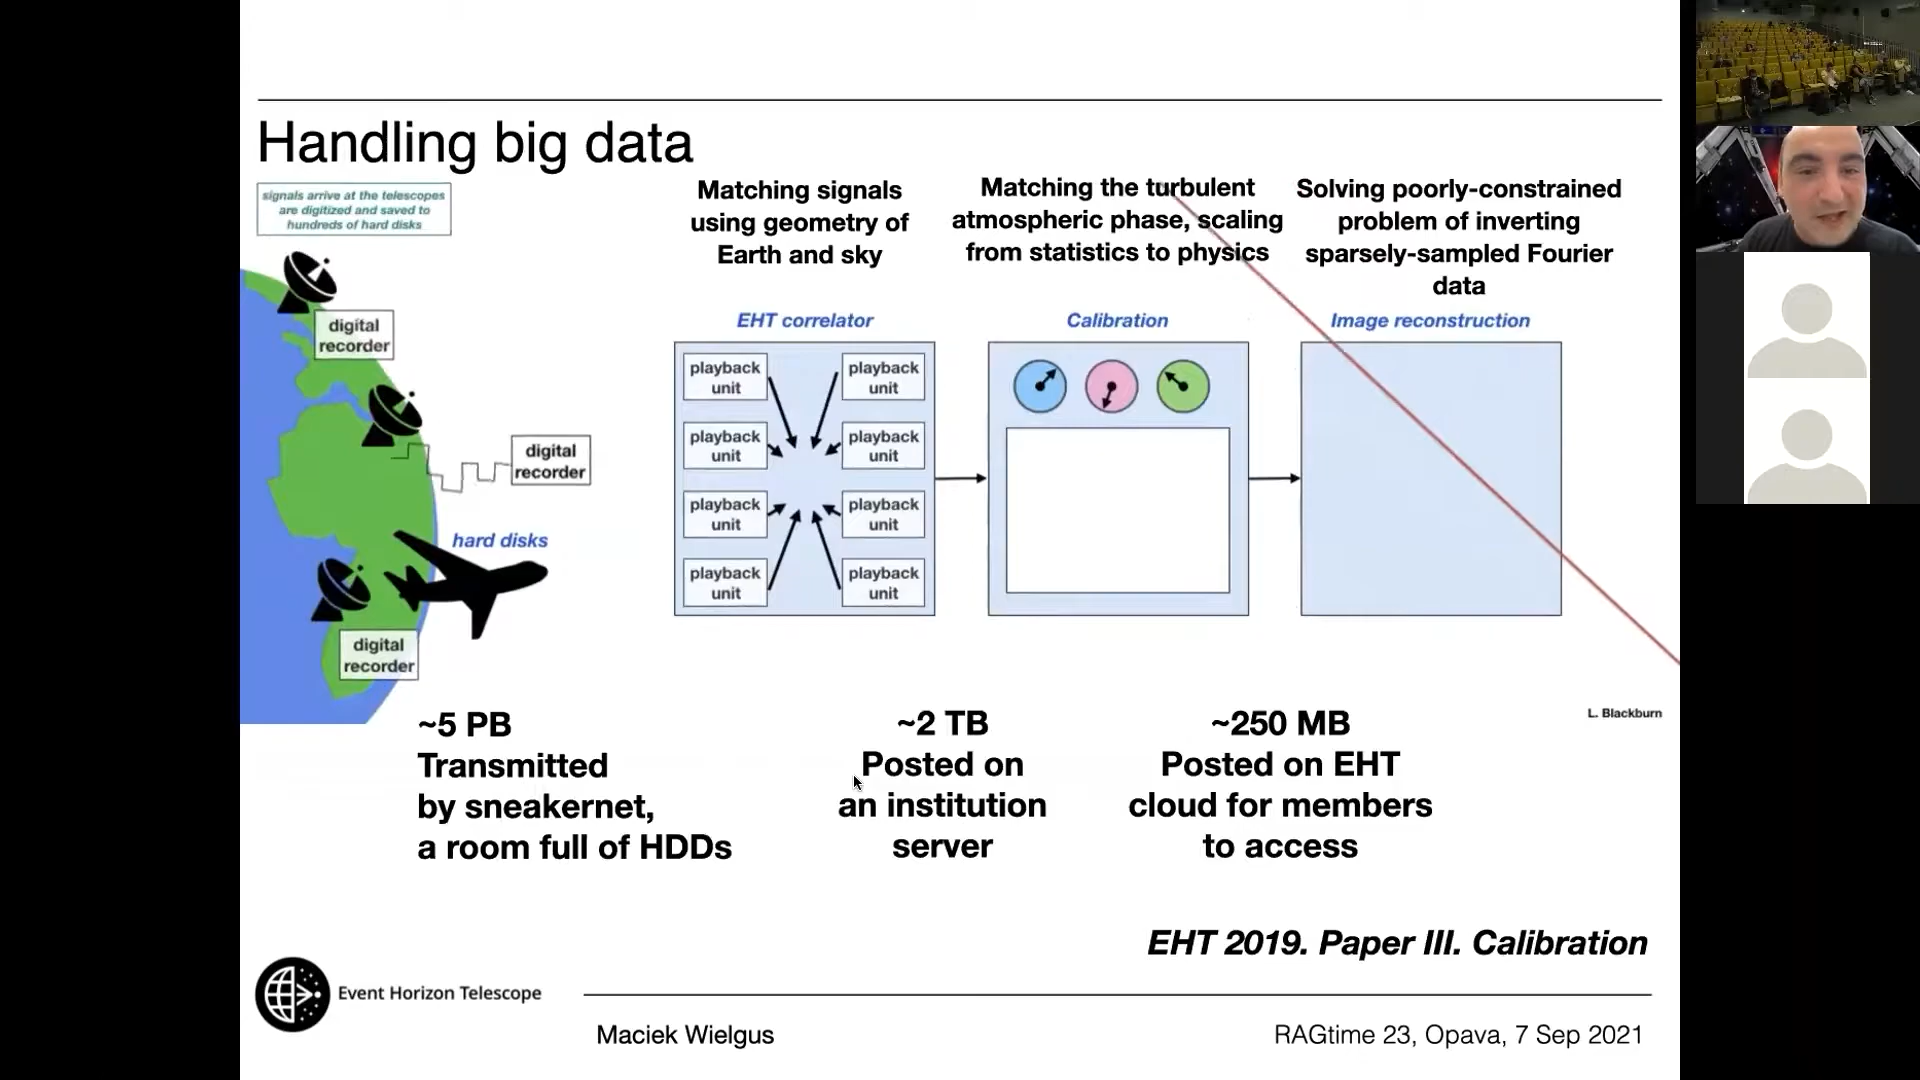 Handling big data
signals arrive at the telescopes
are digitized and saved to
hundreds of hard disks
digital
recorder
digital
recorder
hard disks
digital
recorder
Matching signals
using geometry of
Earth and sky
EHT correlator
playback
unit
playback
unit
playback
unit
playback
unit
playback
unit
playback
unit
playback
unit
playback
unit
Matching the turbulent
atmospheric phase, scaling
from statistics to physics
Calibration
Solving poorly-constrained
problem of inverting
sparsely-sampled Fourier
data
Image reconstruction
~5 PB
Transmitted
by sneakernet,
a room full of HDDs
~2 TB
Posted on
an institution
server
~250 MB
Posted on EHT
cloud for members
to access
L. Blackburn
EHT 2019. Paper III. Calibration
Event Horizon Telescope
Maciek Wielgus
RAGtime 23, Opava, 7 Sep 2021